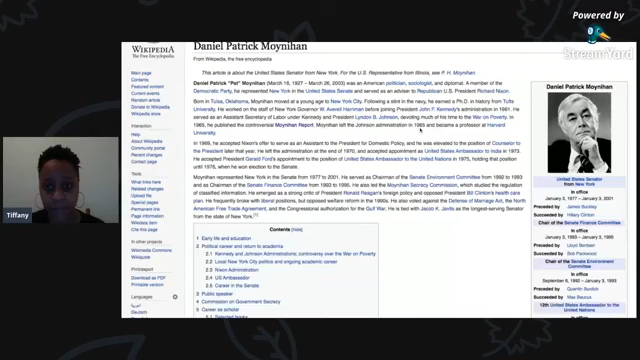 Powered by
StreamYard
Tiffany
WIKIPEDIA
The Free Encyclopedia
Main page
Contents
Featured content
Current events
Random article
Donate to Wikipedia
Wikipedia store
Interaction
Help
About Wikipedia
Community portal
Recent changes
Contact page
Tools
What links here
Related changes
Upload file
Special pages
Permanent link
Page information
Wikidata item
Cite this page
In other projects
Wikimedia Commons
Wikiquote
Print/export
Download as PDF
Printable version
Languages
Deutsch
Daniel Patrick Moynihan
From Wikipedia, the free encyclopedia
This article is about the United States Senator from New York. For the U.S. Representative from Illinois, see P. H. Moynihan.
Daniel Patrick "Pat" Moynihan (March 16, 1927 – March 26, 2003) was an American politician, sociologist, and diplomat. A member of the
Democratic Party, he represented New York in the United States Senate and served as an adviser to Republican U.S. President Richard Nixon.
Born in Tulsa, Oklahoma, Moynihan moved at a young age to New York City. Following a stint in the navy, he earned a Ph.D. in history from Tufts
University. He worked on the staff of New York Governor W. Averell Harriman before joining President John F. Kennedy's administration in 1961. He
served as an Assistant Secretary of Labor under Kennedy and President Lyndon B. Johnson, devoting much of his time to the War on Poverty. In
1965, he published the controversial Moynihan Report. Moynihan left the Johnson administration in 1965 and became a professor at Harvard
University.
In 1969, he accepted Nixon's offer to serve as an Assistant to the President for Domestic Policy, and he was elevated to the position of Counselor to
the President later that year. He left the administration at the end of 1970, and accepted appointment as United States Ambassador to India in 1973.
He accepted President Gerald Ford's appointment to the position of United States Ambassador to the United Nations in 1975, holding that position
until 1976, when he won election to the Senate.
Moynihan represented New York in the Senate from 1977 to 2001. He served as Chairman of the Senate Environment Committee from 1992 to 1993
and as Chairman of the Senate Finance Committee from 1993 to 1995. He also led the Moynihan Secrecy Commission, which studied the regulation
of classified information. He emerged as a strong critic of President Ronald Reagan's foreign policy and opposed President Bill Clinton's health care
plan. He frequently broke with liberal positions, but opposed welfare reform in the 1990s. He also voted against the Defense of Marriage Act, the North
American Free Trade Agreement, and the Congressional authorization for the Gulf War. He is tied with Jacob K. Javits as the longest-serving Senator
from the state of New York.[1]
Contents [hide]
1 Early life and education
2 Political career and return to academia
2.1 Kennedy and Johnson Administrations; controversy over the War on Poverty
2.2 Local New York City politics and ongoing academic career
2.3 Nixon Administration
2.4 US Ambassador
2.5 Career in the Senate
3 Public speaker
4 Commission on Government Secrecy
5 Career as scholar
5.1 Selected books
Daniel Patrick Moynihan
United States Senator
from New York
In office
January 3, 1977 – January 3, 2001
Preceded by James Buckley
Succeeded by Hillary Clinton
Chair of the Senate Finance Committee
In office
January 3, 1993 – January 3, 1995
Preceded by Lloyd Bentsen
Succeeded by Bob Packwood
Chair of the Senate Environment
Committee
In office
September 8, 1992 – January 3, 1993
Preceded by Quentin Burdick
Succeeded by Max Baucus
12th United States Ambassador to the
United Nations